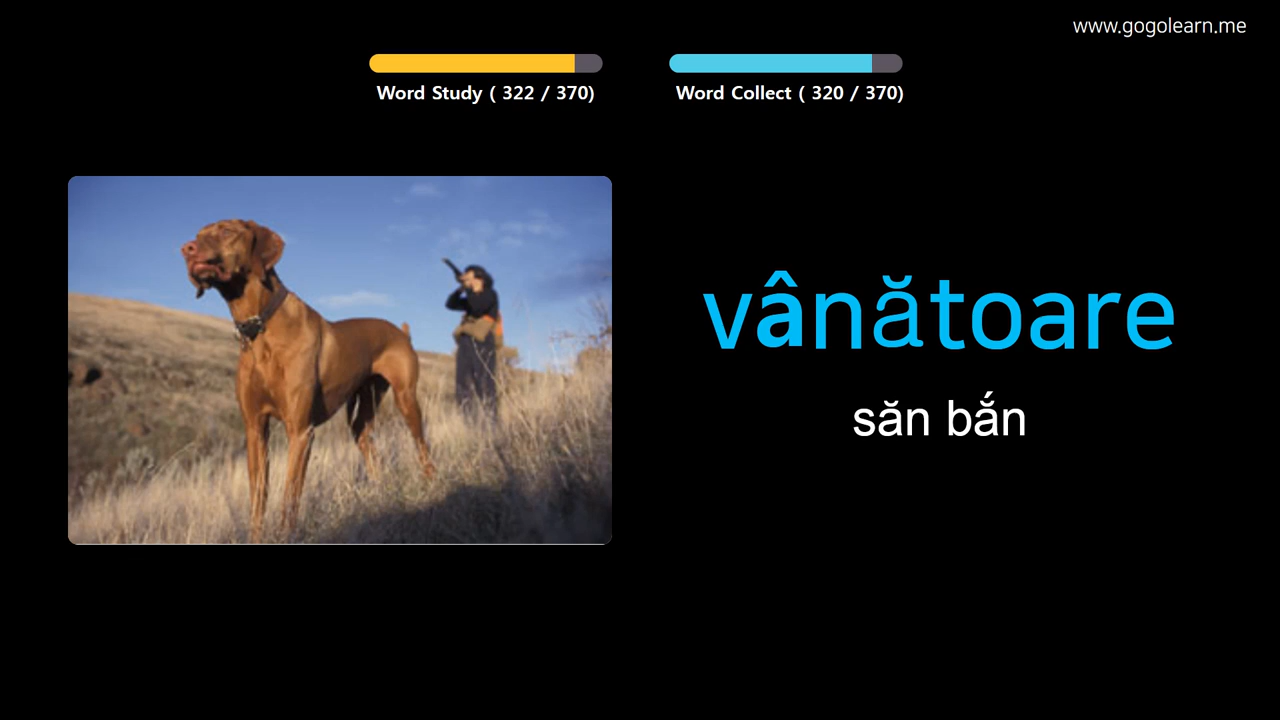 www.gogolearn.me
Word Study ( 322 / 370)
Word Collect ( 320 / 370)
vânătoare
săn bắn